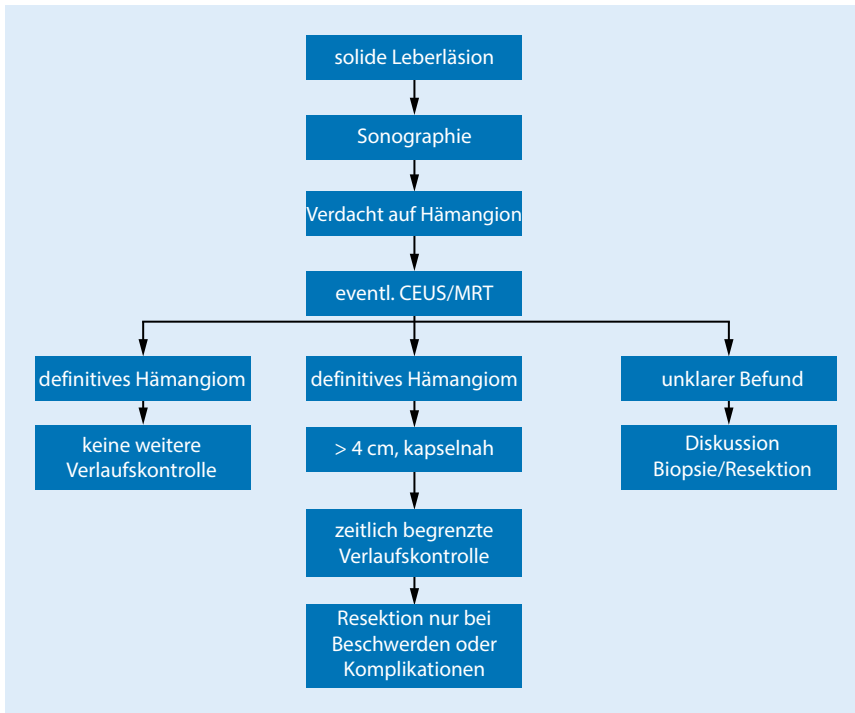 solide Leberläsion
Sonographie
Verdacht auf Hämangion
eventl. CEUS/MRT
definitives Hämangiom
keine weitere
Verlaufskontrolle
definitives Hämangiom
> 4 cm, kapselnah
zeitlich begrenzte
Verlaufskontrolle
Resektion nur bei
Beschwerden oder
Komplikationen
unklarer Befund
Diskussion
Biopsie/Resektion